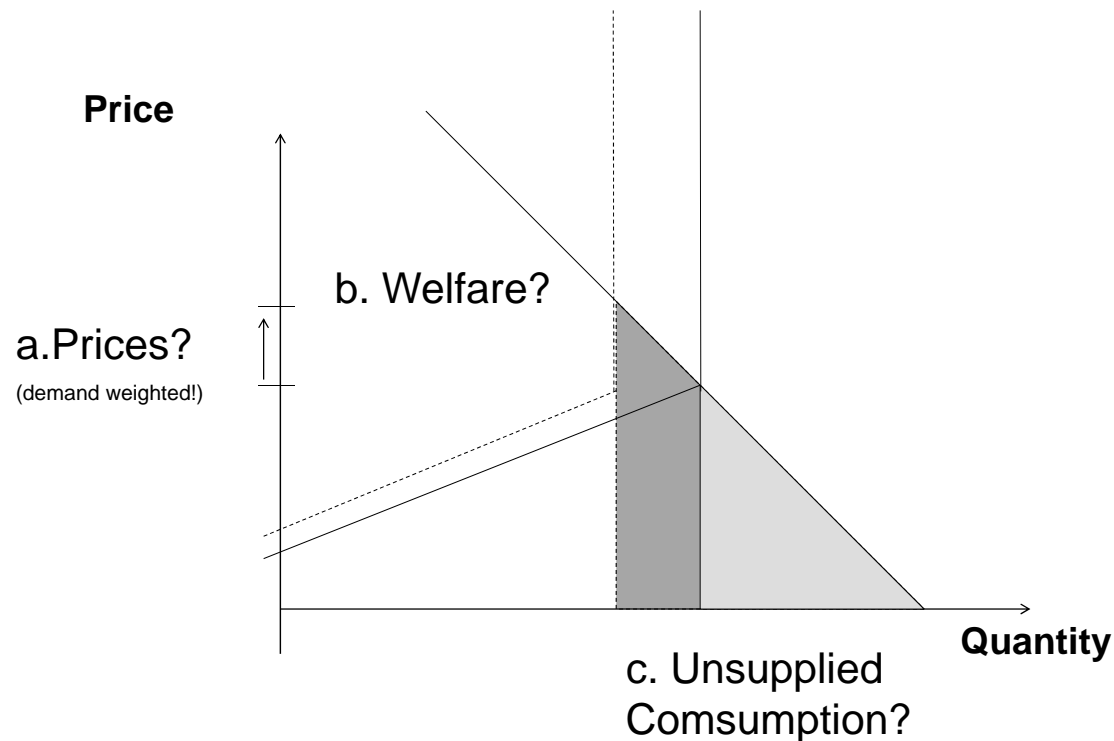 Price
b. Welfare?
a.Prices?
(demand weighted!)
Quantity
c. Unsupplied
Comsumption?